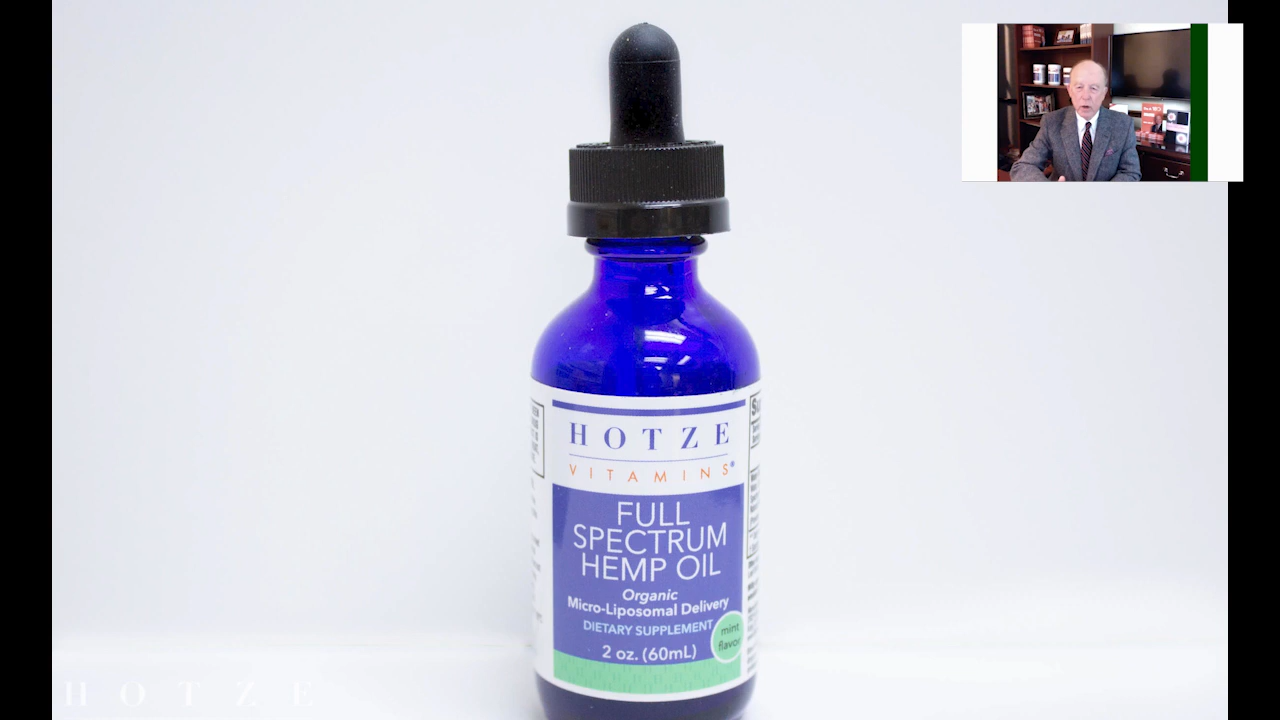 HOTZE
VITAMINS®
FULL
SPECTRUM
HEMP OIL
Organic
Micro-Liposomal Delivery
DIETARY SUPPLEMENT
mint
flavor
2 oz. (60mL)
HOTZE